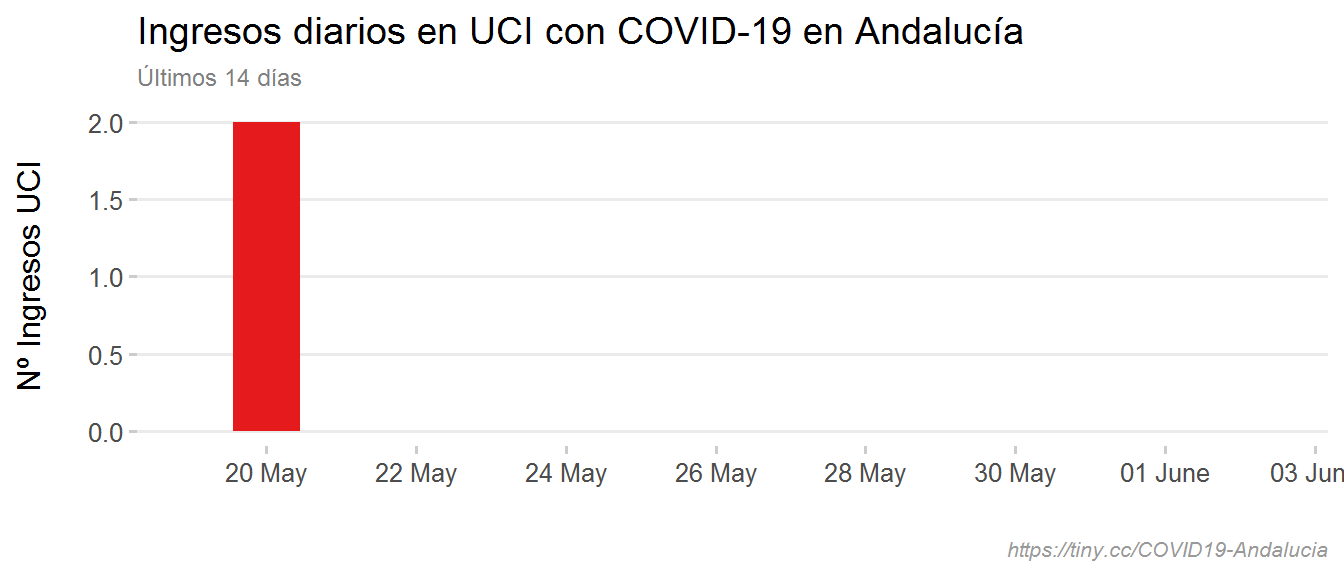 Ingresos diarios en UCI con COVID-19 en Andalucía
Últimos 14 días
Nº Ingresos UCI
2.0
1.5
1.0
0.5
0.0
20 May 22 May 24 May 26 May 28 May 30 May 01 June 03 Jun
https://tiny.cc/COVID19-Andalucia